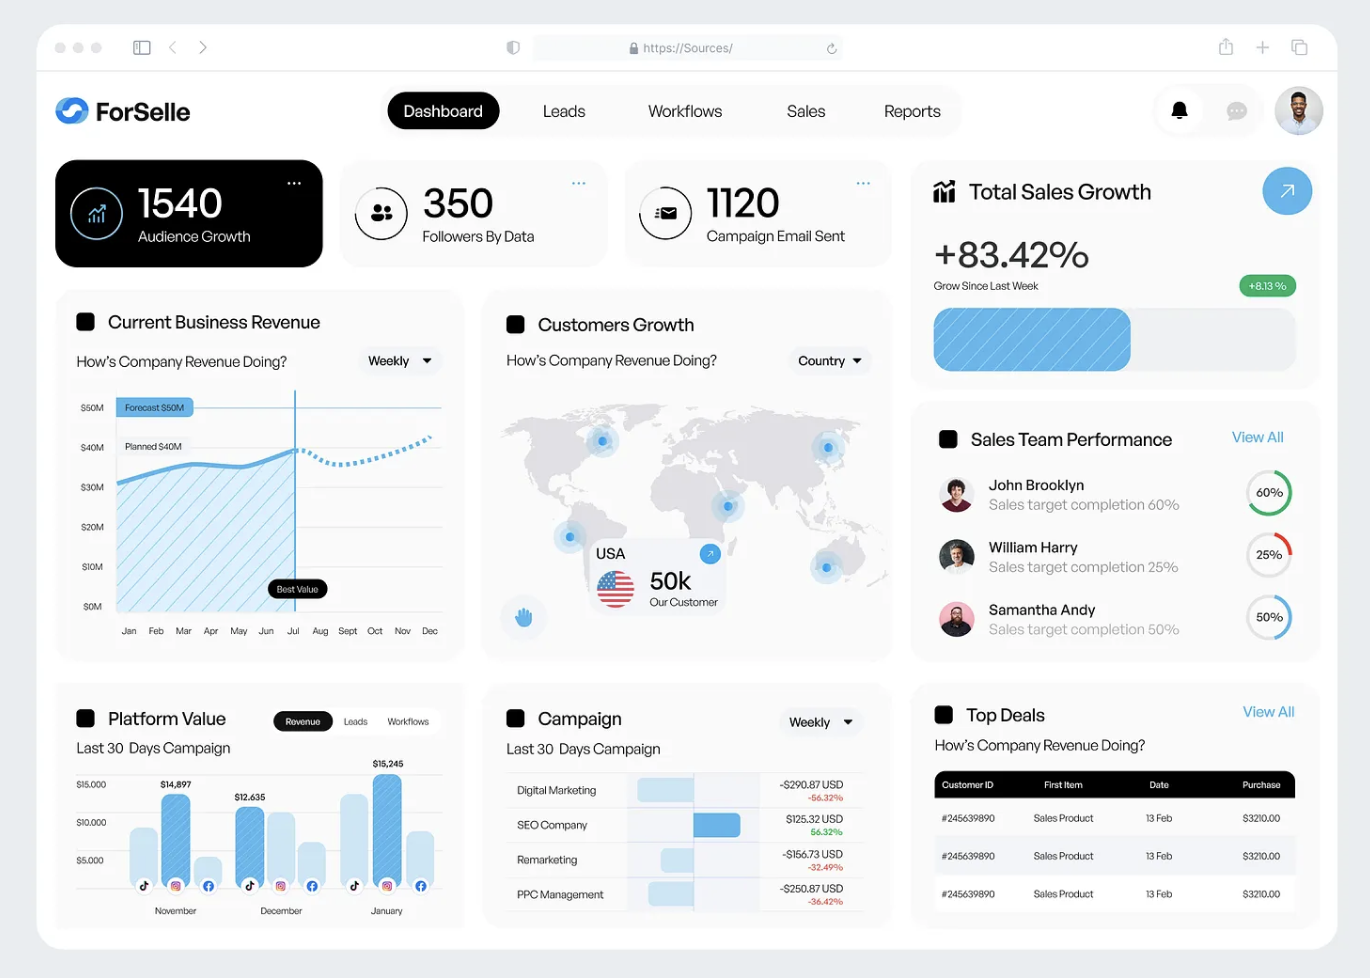 https://Sources/
ForSelle
Dashboard
Leads
Workflows
Sales
Reports
1540
Audience Growth
350
Followers By Data
1120
Campaign Email Sent
Total Sales Growth
+83.42%
Grow Since Last Week
+8.13 %
Current Business Revenue
How's Company Revenue Doing?
Weekly
$50M
Forecast $50M
$40M
Planned $40M
$30M
$20M
$10M
$0M
Best Value
Jan Feb Mar Apr May Jun Jul Aug Sept Oct Nov Dec
Customers Growth
How's Company Revenue Doing?
Country
USA
50k
Our Customer
Sales Team Performance
View All
John Brooklyn
Sales target completion 60%
60%
William Harry
Sales target completion 25%
25%
Samantha Andy
Sales target completion 50%
50%
Platform Value
Revenue
Leads
Workflows
Last 30 Days Campaign
$15.000
$10.000
$5.000
$14,897
$12.635
$15,245
November
December
January
Campaign
Weekly
Last 30 Days Campaign
Digital Marketing
-$290.87 USD
-56.32%
SEO Company
$125.32 USD
56.32%
Remarketing
-$156.73 USD
-32.49%
PPC Management
-$250.87 USD
-36.42%
Top Deals
View All
How's Company Revenue Doing?
Customer ID First Item Date Purchase
#245639890 Sales Product 13 Feb $3210.00
#245639890 Sales Product 13 Feb $3210.00
#245639890 Sales Product 13 Feb $3210.00